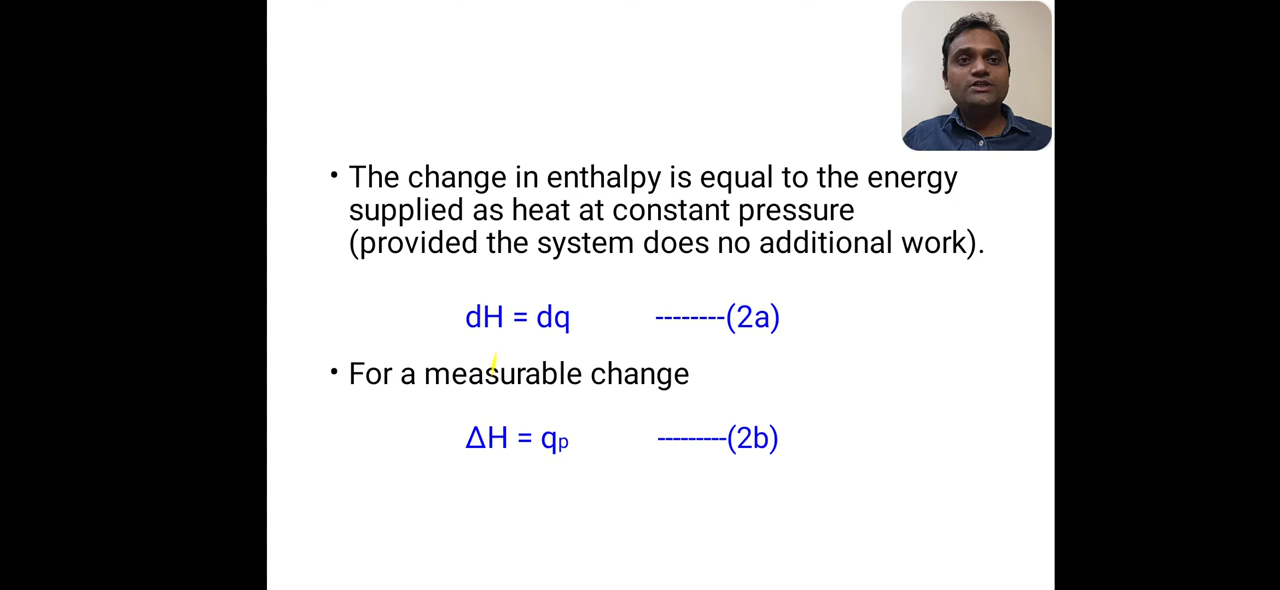 • The change in enthalpy is equal to the energy
supplied as heat at constant pressure
(provided the system does no additional work).
dH = dq --------(2a)
• For a measurable change
ΔH = qp ---------(2b)